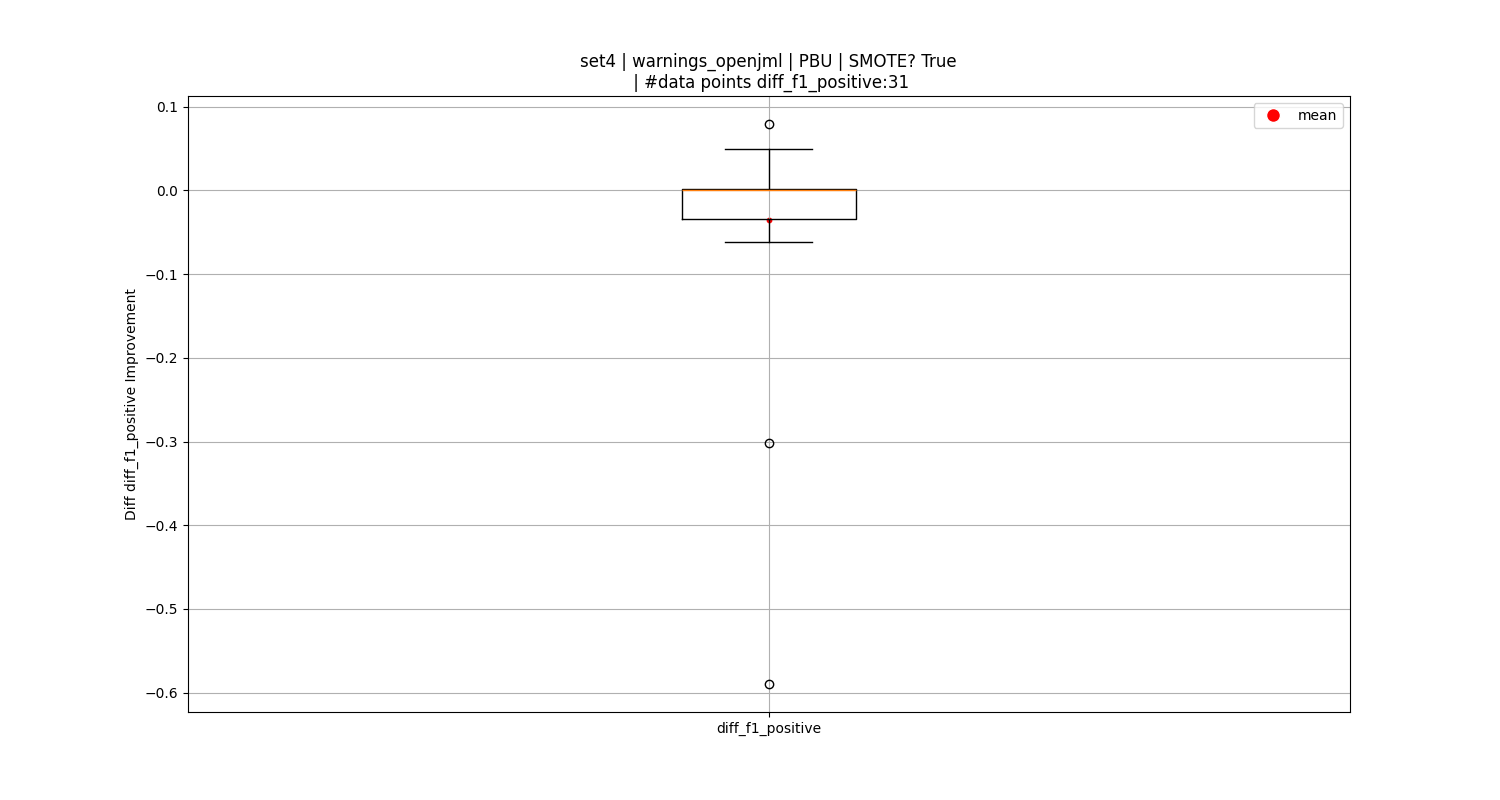 set4 | warnings_openjml | PBU | SMOTE? True
| #data points diff_f1_positive:31
mean
0.1
0.0
−0.1
−0.2
−0.3
−0.4
−0.5
−0.6
Diff diff_f1_positive Improvement
diff_f1_positive